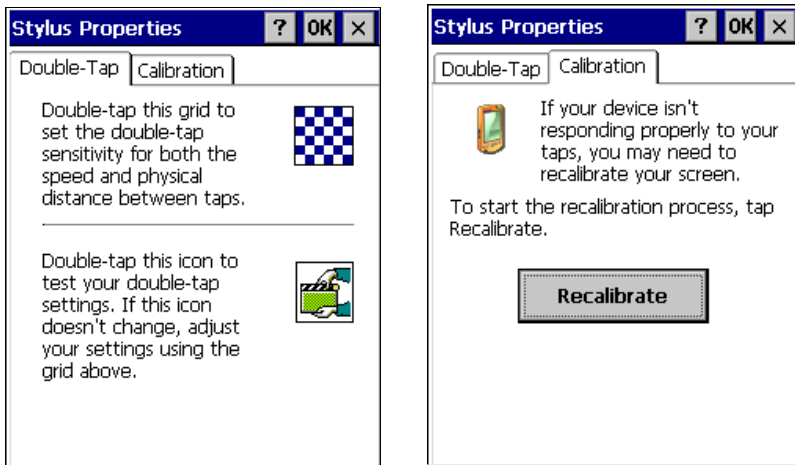 Stylus Properties ? OK ×
Double-Tap Calibration
Double-tap this grid to
set the double-tap
sensitivity for both the
speed and physical
distance between taps.
Double-tap this icon to
test your double-tap
settings. If this icon
doesn't change, adjust
your settings using the
grid above.
Stylus Properties ? OK ×
Double-Tap Calibration
If your device isn't
responding properly to your
taps, you may need to
recalibrate your screen.
To start the recalibration process, tap
Recalibrate.
Recalibrate